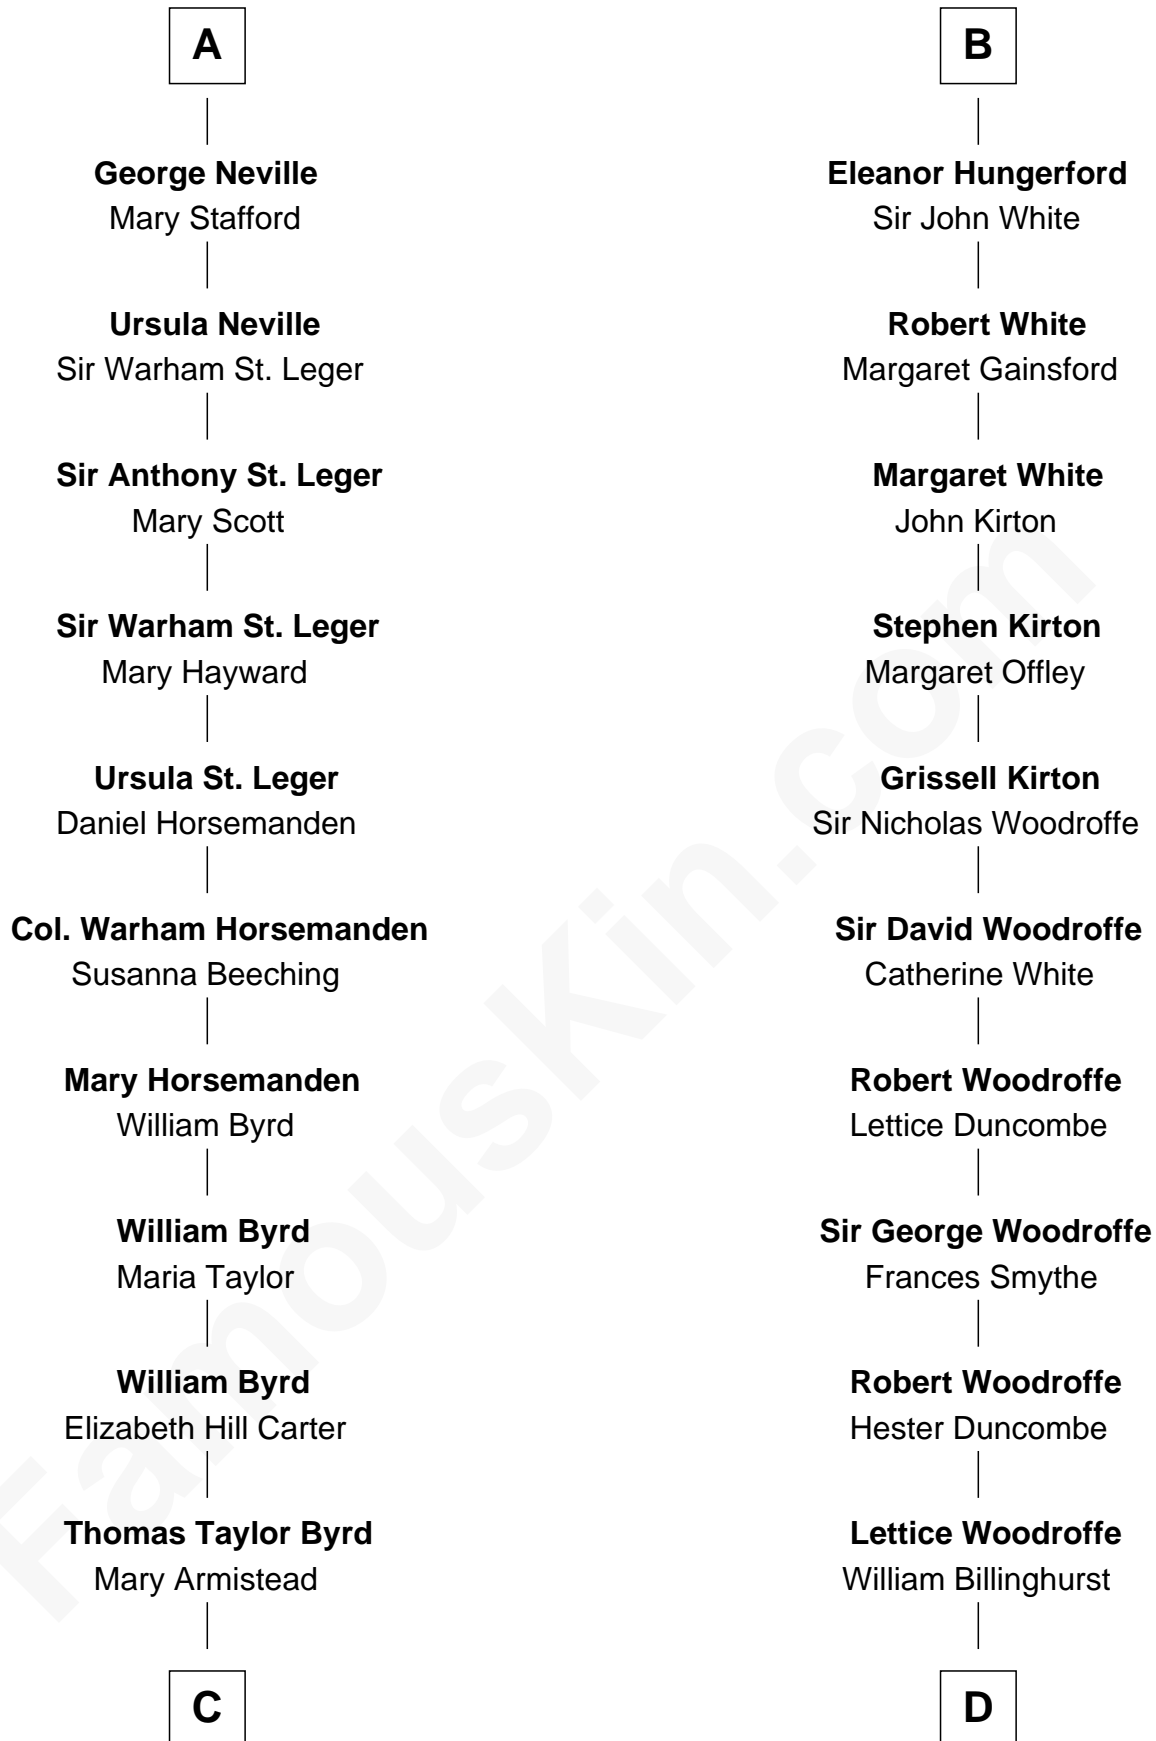 A
George Neville
Mary Stafford
Ursula Neville
Sir Warham St. Leger
Sir Anthony St. Leger
Mary Scott
Sir Warham St. Leger
Mary Hayward
Ursula St. Leger
Daniel Horsemanden
Col. Warham Horsemanden
Susanna Beeching
Mary Horsemanden
William Byrd
William Byrd
Maria Taylor
William Byrd
Elizabeth Hill Carter
Thomas Taylor Byrd
Mary Armistead
C
B
Eleanor Hungerford
Sir John White
Robert White
Margaret Gainsford
Margaret White
John Kirton
Stephen Kirton
Margaret Offley
Grissell Kirton
Sir Nicholas Woodroffe
Sir David Woodroffe
Catherine White
Robert Woodroffe
Lettice Duncombe
Sir George Woodroffe
Frances Smythe
Robert Woodroffe
Hester Duncombe
Lettice Woodroffe
William Billinghurst
D
FamousKin.com